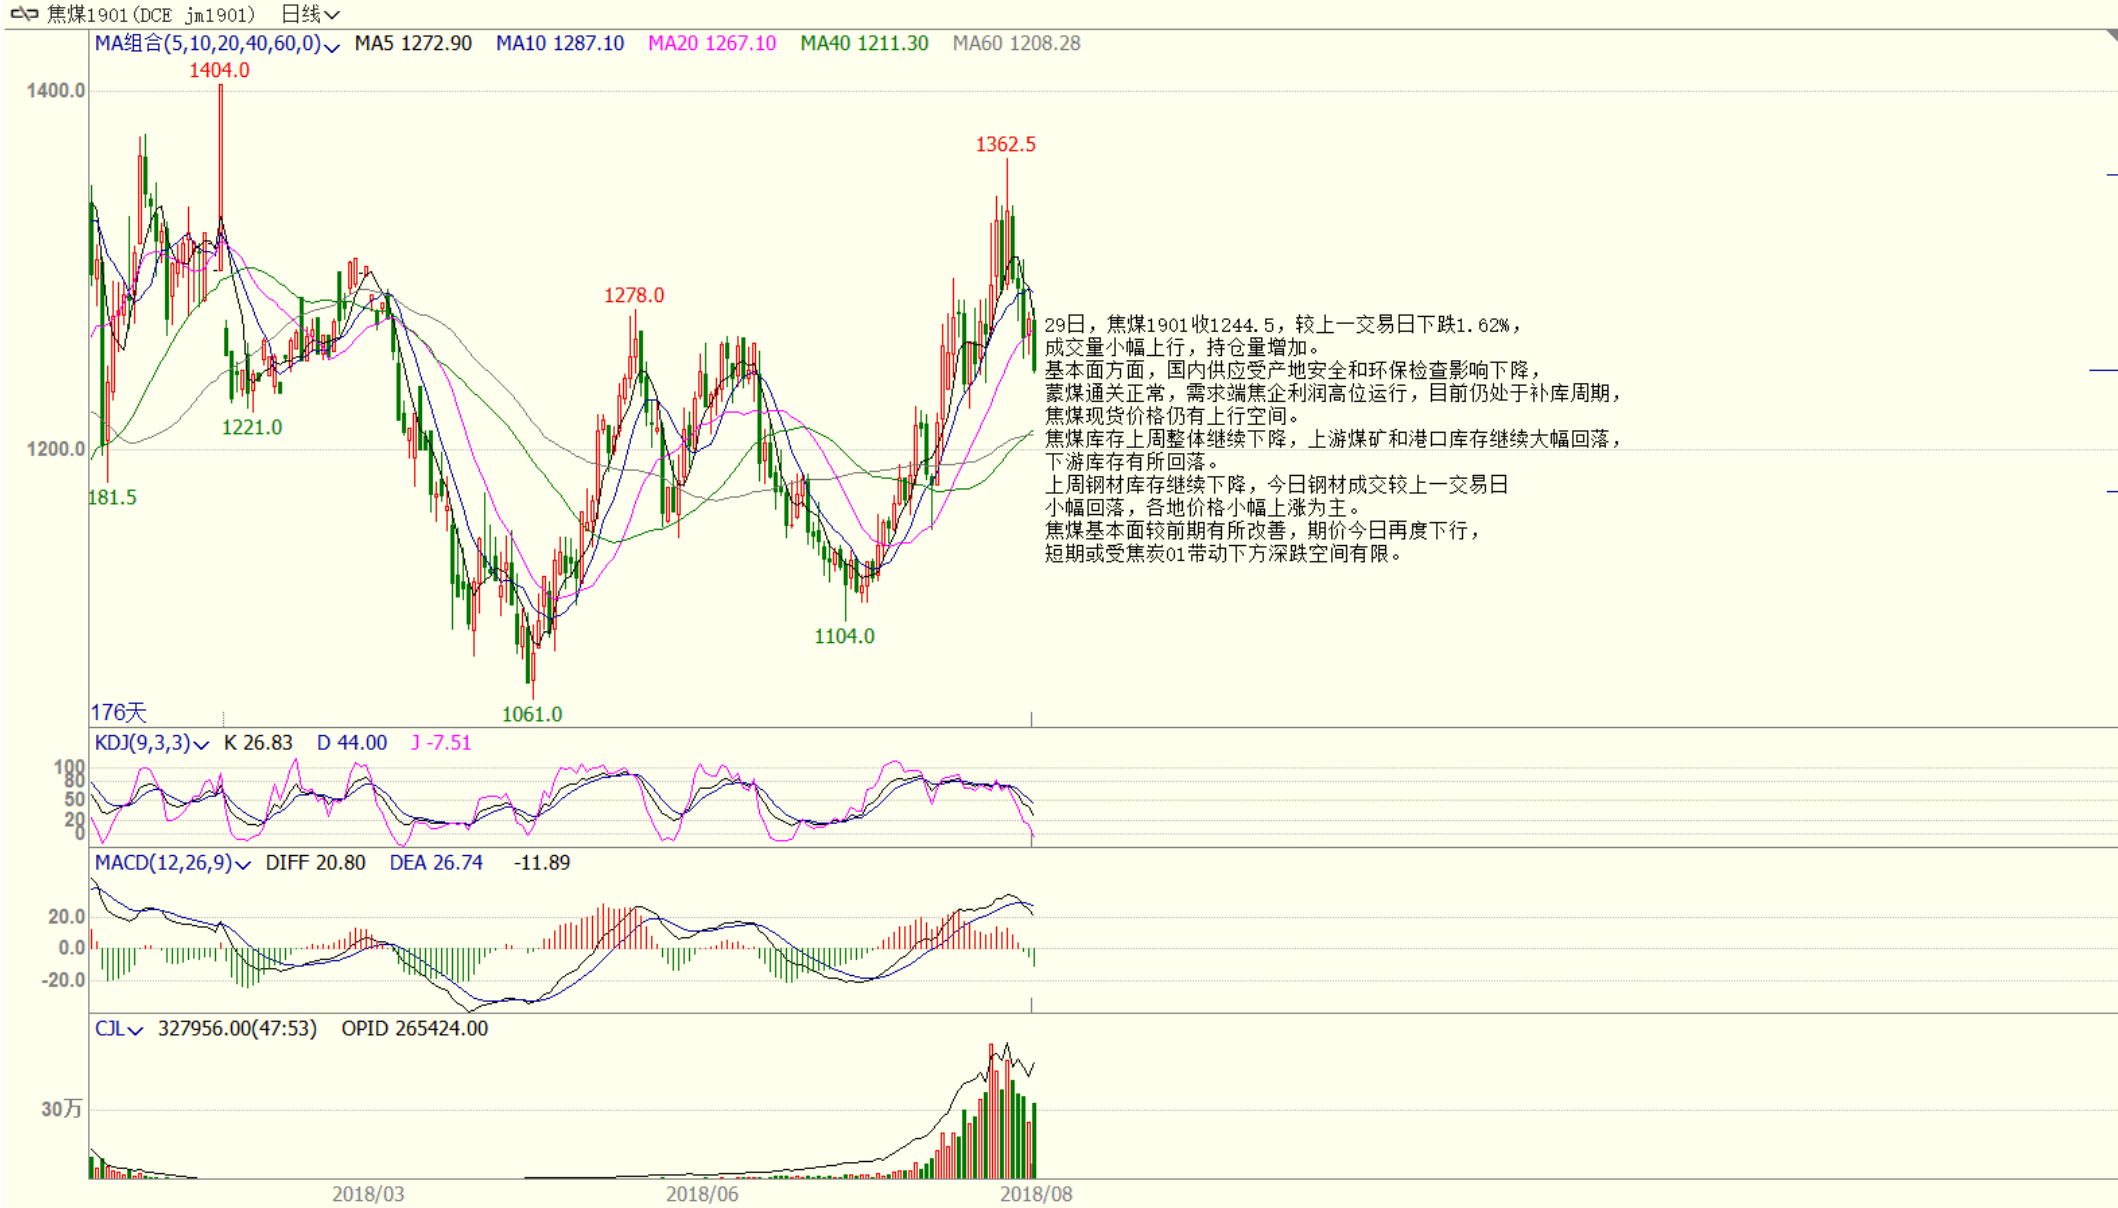 焦煤1901(DCE jm1901) 日线
MA组合(5,10,20,40,60,0) MA5 1272.90 MA10 1287.10 MA20 1267.10 MA40 1211.30 MA60 1208.28
1404.0
1400.0
1362.5
1278.0
29日，焦煤1901收1244.5，较上一交易日下跌1.62%，
成交量小幅上行，持仓量增加。
基本面方面，国内供应受产地安全和环保检查影响下降，
蒙煤通关正常，需求端焦企利润高位运行，目前仍处于补库周期，
焦煤现货价格仍有上行空间。
1221.0
焦煤库存上周整体继续下降，上游煤矿和港口库存继续大幅回落，
1200.0
下游库存有所回落。
上周钢材库存继续下降，今日钢材成交较上一交易日
181.5
小幅回落，各地价格小幅上涨为主。
焦煤基本面较前期有所改善，期价今日再度下行，
短期或受焦炭01带动下方深跌空间有限。
1104.0
176天
1061.0
KDJ(9,3,3) K 26.83 D 44.00 J -7.51
100
80
50
20
0
MACD(12,26,9) DIFF 20.80 DEA 26.74 -11.89
20.0
0.0
-20.0
CJL 327956.00(47:53) OPID 265424.00
30万
2018/03 2018/06 2018/08